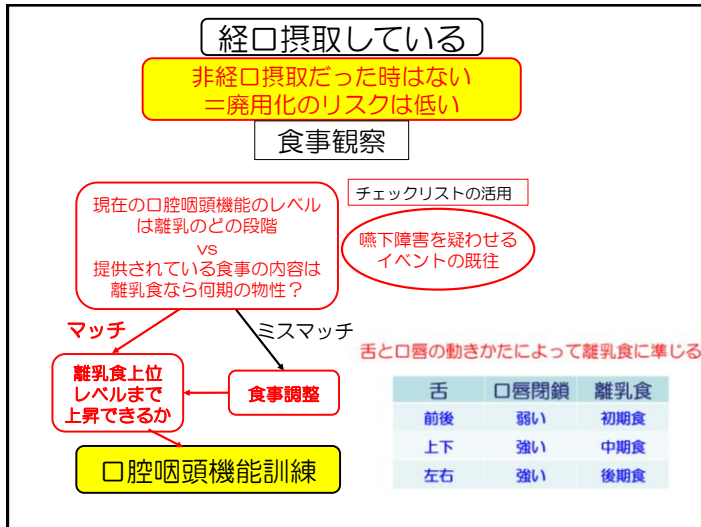 経口摂取している
非経口摂取だった時はない
＝廃用化のリスクは低い
食事観察
チェックリストの活用
現在の口腔咽頭機能のレベル
は離乳のどの段階
vs
提供されている食事の内容は
離乳食なら何期の物性？
嚥下障害を疑わせる
イベントの既往
マッチ
ミスマッチ
離乳食上位
レベルまで
上昇できるか
食事調整
口腔咽頭機能訓練
舌と口唇の動きかたによって離乳食に準じる
舌 口唇閉鎖 離乳食
前後 弱い 初期食
上下 強い 中期食
左右 強い 後期食